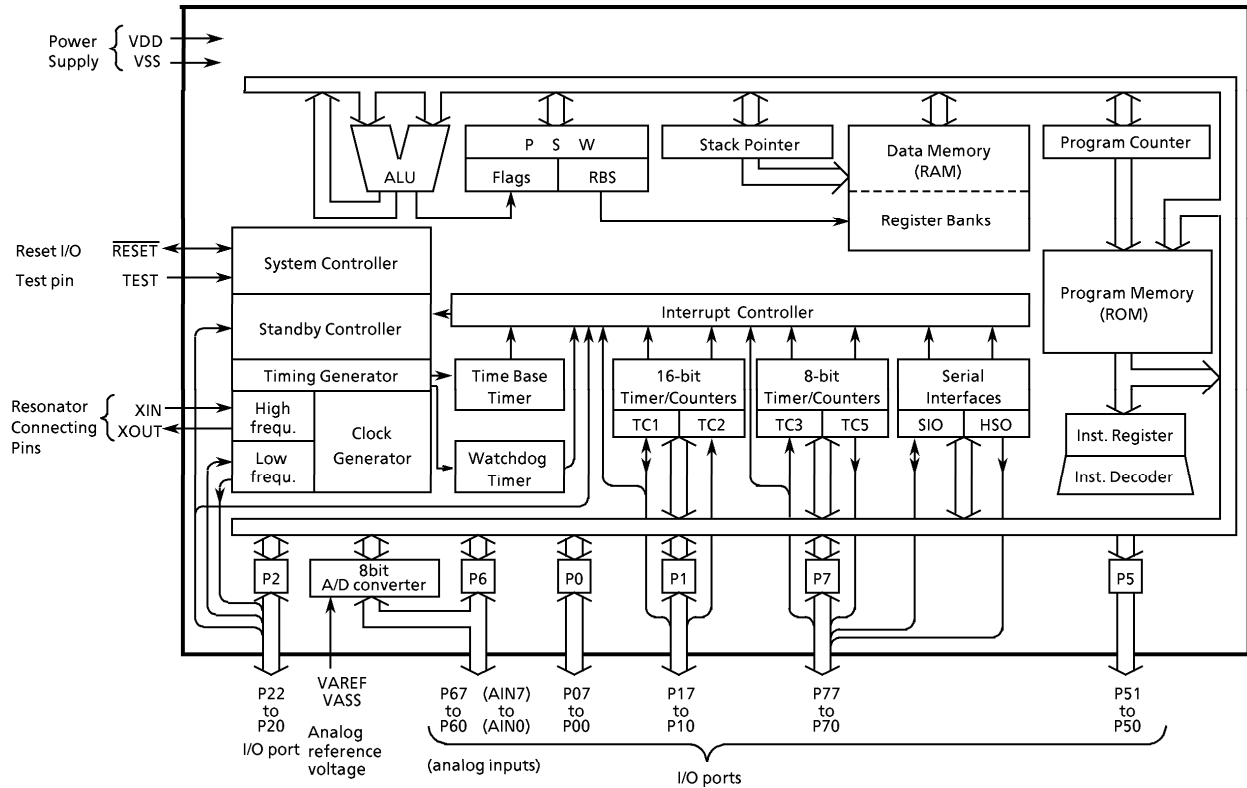 Power
Supply
VDD
VSS
P S W
Flags
RBS
ALU
Stack Pointer
Data Memory
(RAM)
Register Banks
Program Counter
Reset I/O
RESET
Test pin
TEST
System Controller
Standby Controller
Timing Generator
High
frequ.
Low
frequ.
Clock
Generator
Interrupt Controller
Program Memory
(ROM)
Time Base
Timer
Watchdog
Timer
16-bit
Timer/Counters
TC1
TC2
8-bit
Timer/Counters
TC3
TC5
Serial
Interfaces
SIO
HSO
Resonator
Connecting
Pins
XIN
XOUT
Inst. Register
Inst. Decoder
P2
8bit
A/D converter
P6
P0
P1
P7
P5
P22
to
P20
I/O port
VAREF
VASS
Analog
reference
voltage
P67
to
P60
(AIN7)
to
(AIN0)
(analog inputs)
P07
to
P00
P17
to
P10
P77
to
P70
P51
to
P50
I/O ports